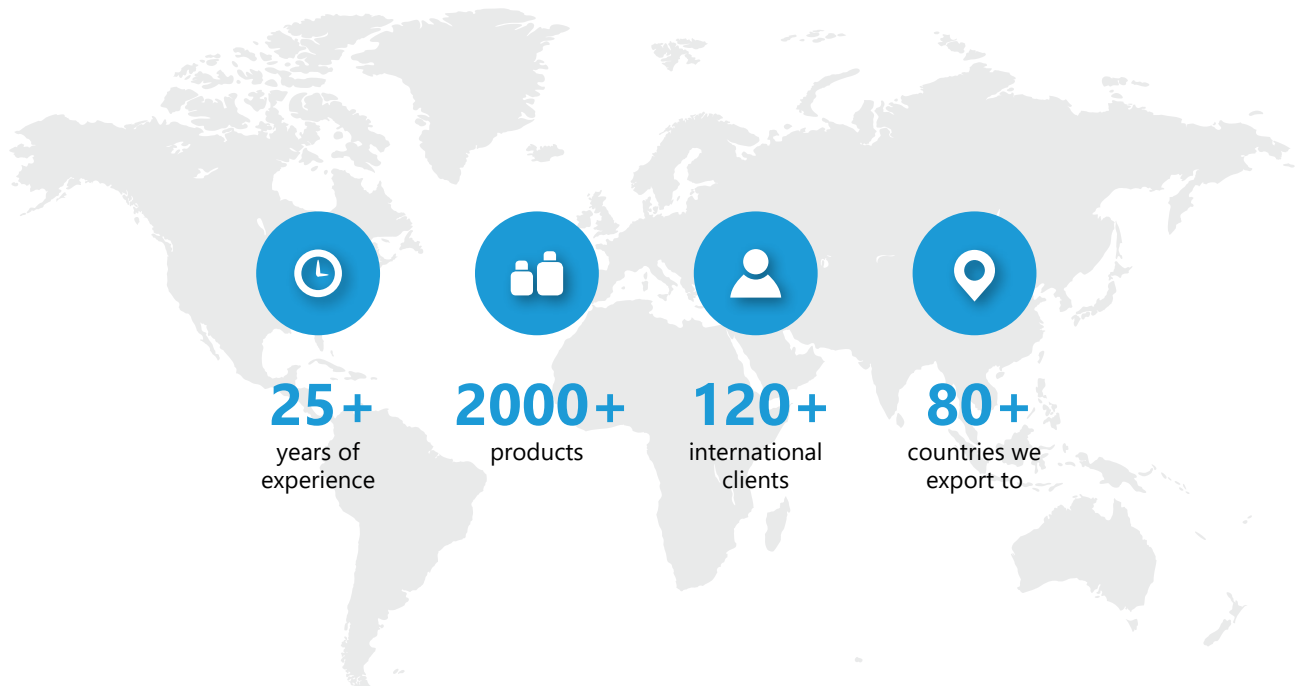 25+
years of
experience
2000+
products
120+
international
clients
80+
countries we
export to